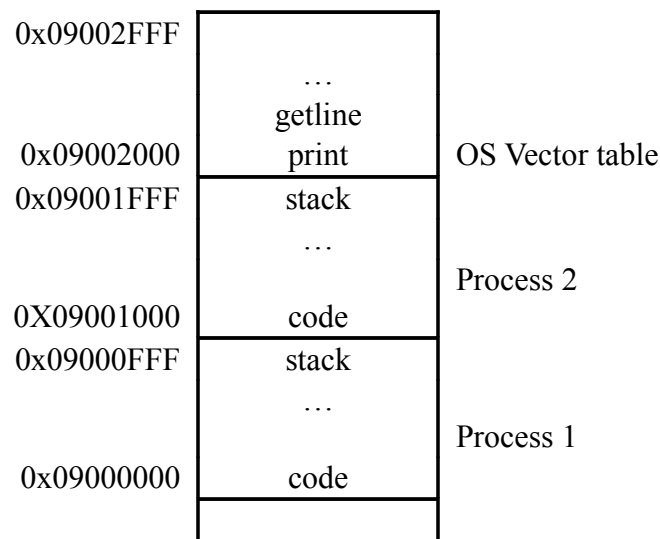 0x09002FFF
…
getline
0x09002000 print OS Vector table
0x09001FFF stack
…
Process 2
0X09001000 code
0x09000FFF stack
…
Process 1
0x09000000 code